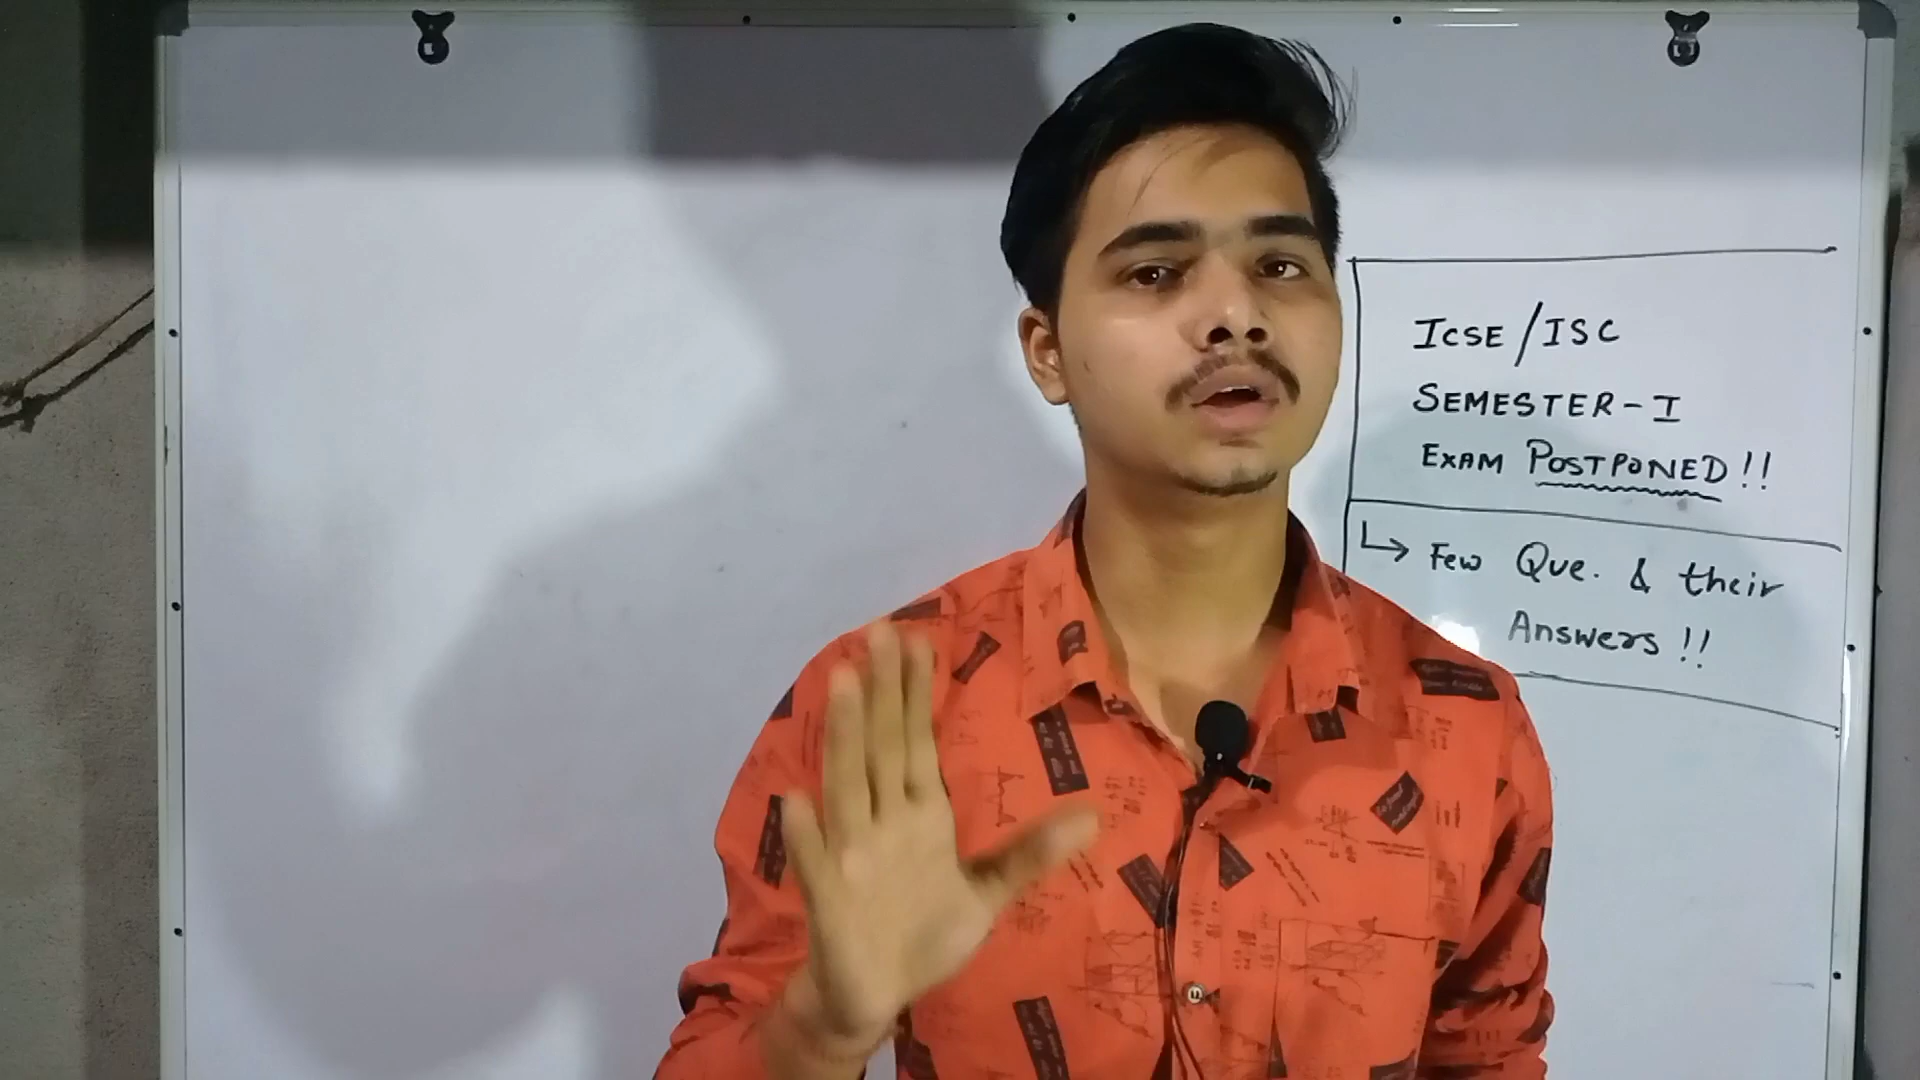 ICSE/ISC
SEMESTER-I
EXAM POSTPONED!!
↳ Few Que. & their
Answers!!